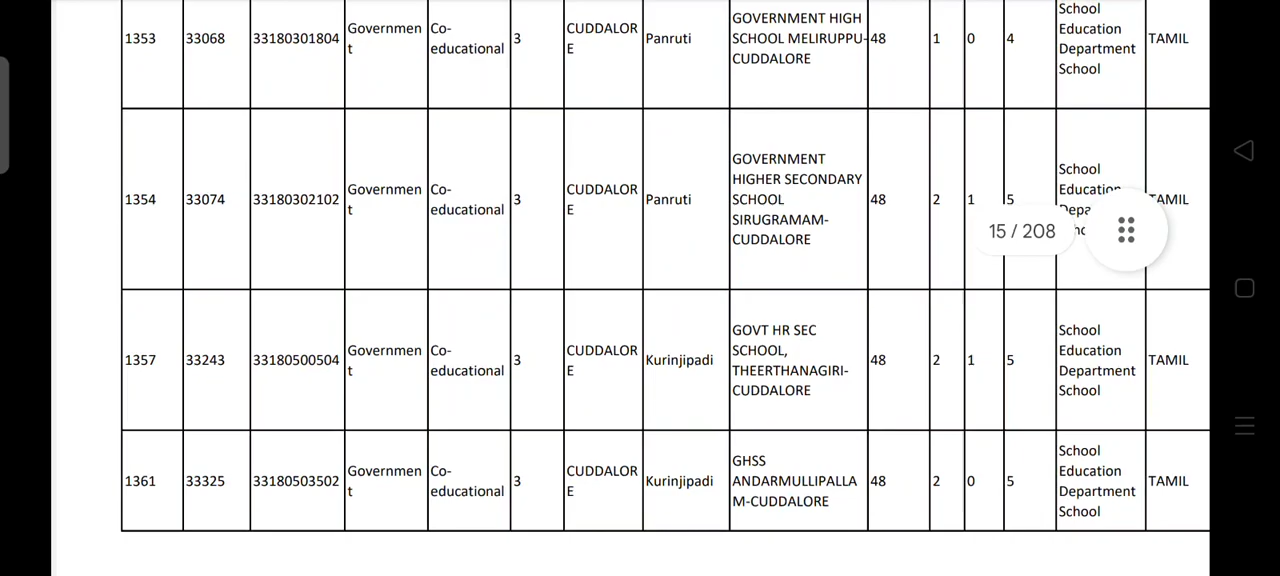 1353 33068 33180301804 Governmen
t Co-
educational 3 CUDDALOR
E Panruti GOVERNMENT HIGH
SCHOOL MELIRUPPU-
CUDDALORE 48 1 0 4 School
Education
Department
School TAMIL
1354 33074 33180302102 Governmen
t Co-
educational 3 CUDDALOR
E Panruti GOVERNMENT
HIGHER SECONDARY
SCHOOL
SIRUGRAMAM-
CUDDALORE 48 2 1 5 School
Education
TAMIL
15 / 208
1357 33243 33180500504 Governmen
t Co-
educational 3 CUDDALOR
E Kurinjipadi GOVT HR SEC
SCHOOL,
THEERTHANAGIRI-
CUDDALORE 48 2 1 5 School
Education
Department
School TAMIL
1361 33325 33180503502 Governmen
t Co-
educational 3 CUDDALOR
E Kurinjipadi GHSS
ANDARMULLIPALLA
M-CUDDALORE 48 2 0 5 School
Education
Department
School TAMIL